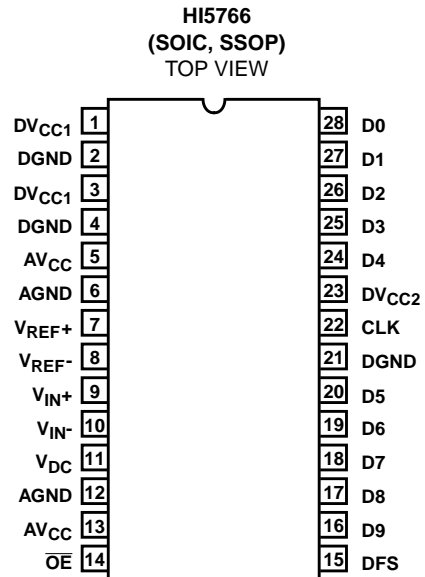 HI5766
(SOIC, SSOP)
TOP VIEW
DVCC1 1 28 D0
DGND 2 27 D1
DVCC1 3 26 D2
DGND 4 25 D3
AVCC 5 24 D4
AGND 6 23 DVCC2
VREF+ 7 22 CLK
VREF- 8 21 DGND
VIN+ 9 20 D5
VIN- 10 19 D6
VDC 11 18 D7
AGND 12 17 D8
AVCC 13 16 D9
O̅E̅ 14 15 DFS